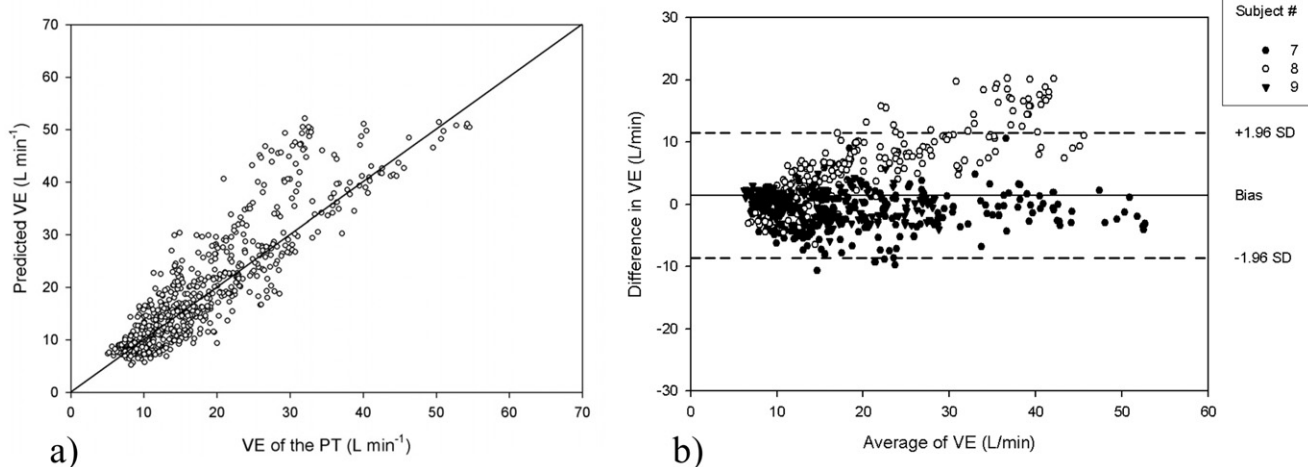 70
60
50
40
30
20
10
0
Predicted VE (L min⁻¹)
0 10 20 30 40 50 60 70
VE of the PT (L min⁻¹)
a)
30
20
10
0
-10
-20
-30
Difference in VE (L/min)
0 10 20 30 40 50 60
Average of VE (L/min)
b)
Subject #
7
8
9
+1.96 SD
Bias
-1.96 SD